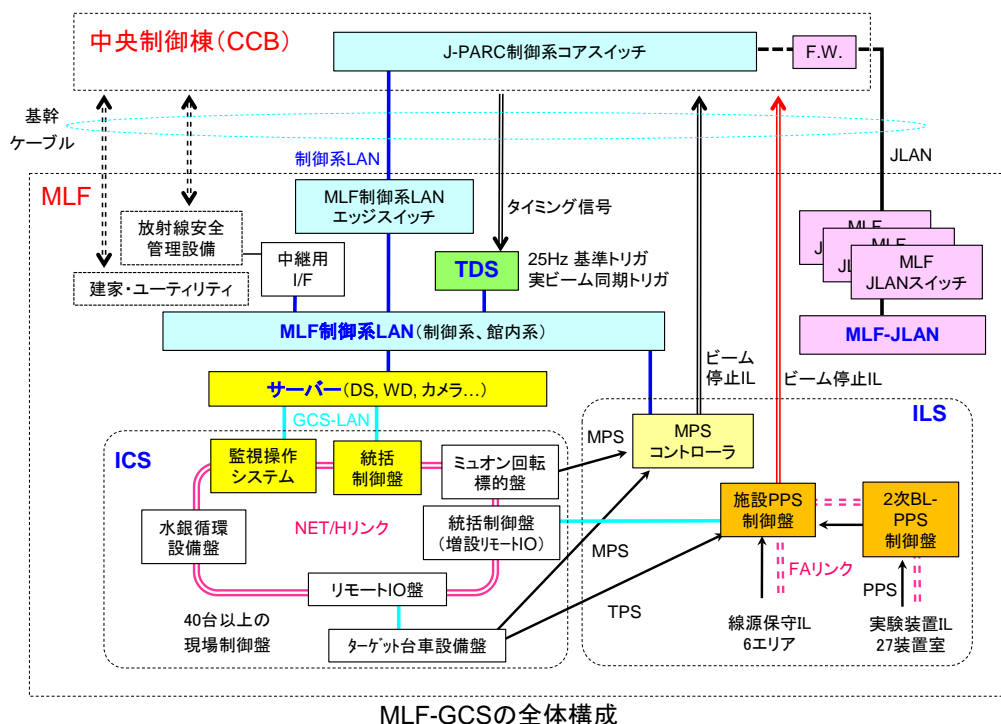 中央制御棟(CCB)
J-PARC制御系コアスイッチ
F.W.
基幹
ケーブル
制御系LAN
JLAN
MLF
MLF制御系LAN
エッジスイッチ
タイミング信号
放射線安全
管理設備
中継用
I/F
TDS
25Hz 基準トリガ
実ビーム同期トリガ
MLF
J
MLF
JL
MLF
JLANスイッチ
建家・ユーティリティ
MLF制御系LAN(制御系、館内系)
MLF-JLAN
ビーム
停止IL
ビーム停止IL
サーバー(DS, WD, カメラ…)
GCS-LAN
ILS
ICS
監視操作
システム
統括
制御盤
ミュオン回転
標的盤
MPS
MPS
コントローラ
水銀循環
設備盤
NET/Hリンク
統括制御盤
(増設リモートIO)
MPS
施設PPS
制御盤
2次BL-
PPS
制御盤
FAリンク
PPS
リモートIO盤
TPS
40台以上の
現場制御盤
ターゲット台車設備盤
線源保守IL
6エリア
実験装置IL
27装置室
MLF-GCSの全体構成